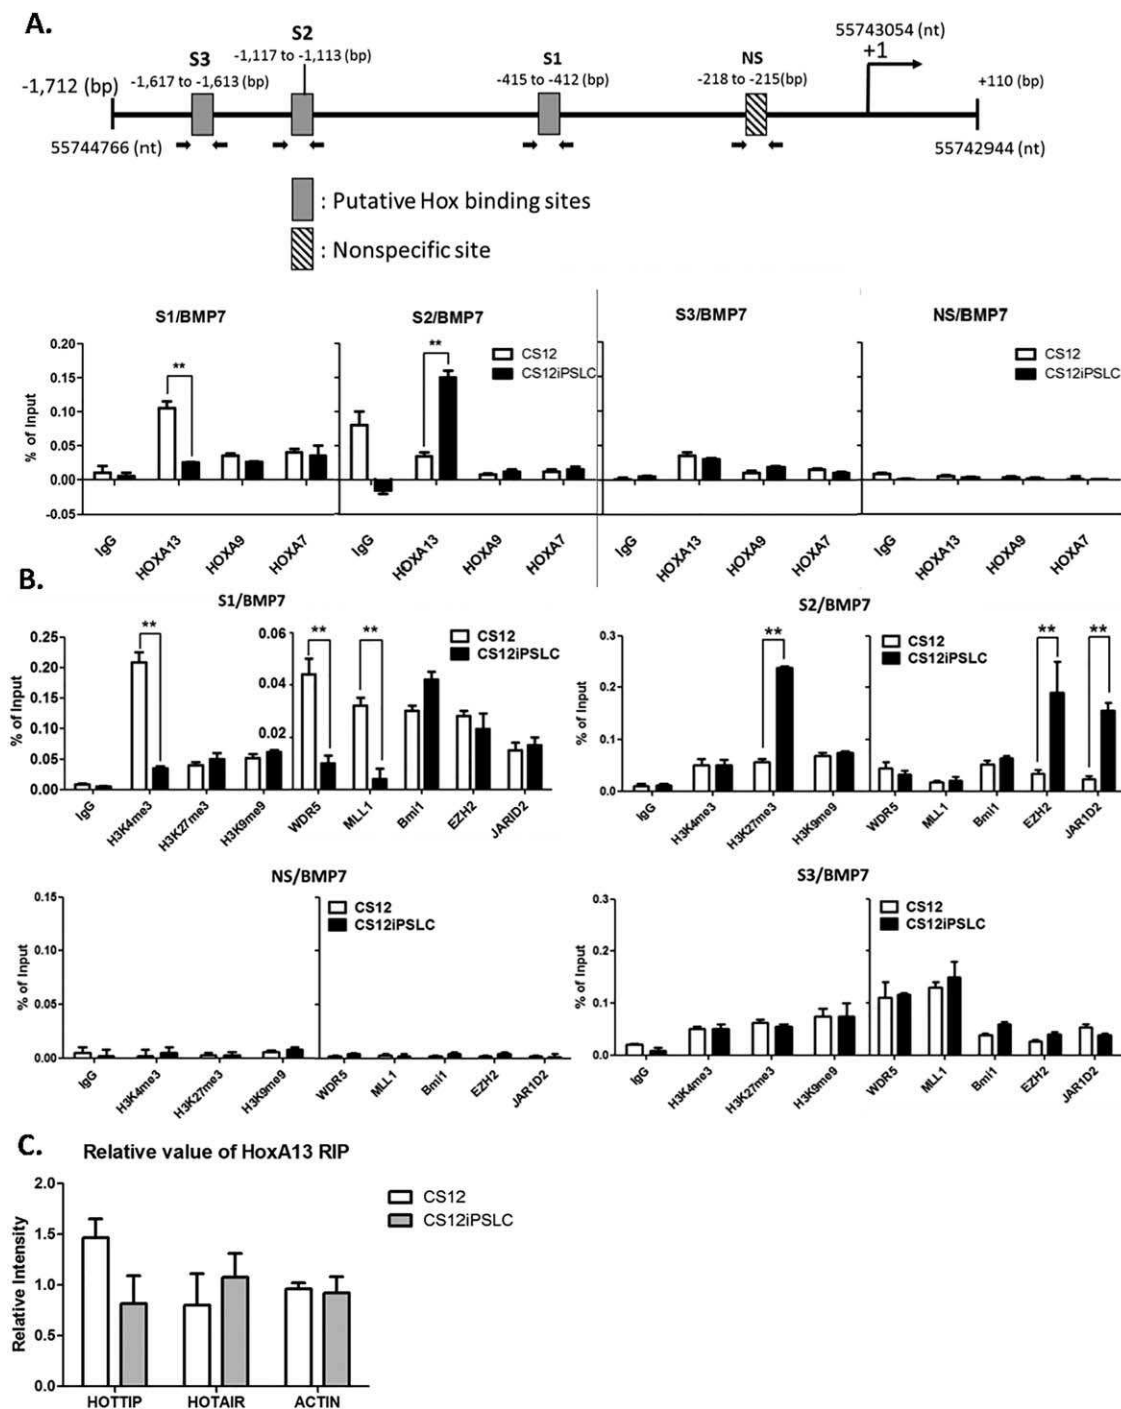 A.
55743054 (nt)
S2
+1
S3
-1,117 to -1,113 (bp)
S1
NS
-1,712 (bp)
-1,617 to -1,613 (bp)
-415 to -412 (bp)
-218 to -215(bp)
+110 (bp)
55744766 (nt)
55742944 (nt)
: Putative Hox binding sites
: Nonspecific site
S1/BMP7
S2/BMP7
S3/BMP7
NS/BMP7
% of Input
0.20
0.15
0.10
0.05
0.00
-0.05
**
**
CS12
CS12iPSLC
CS12
CS12iPSLC
IgG
HOXA13
HOXA9
HOXA7
IgG
HOXA13
HOXA9
HOXA7
IgG
HOXA13
HOXA9
HOXA7
IgG
HOXA13
HOXA9
HOXA7
B.
S1/BMP7
% of Input
0.25
0.20
0.15
0.10
0.05
0.00
0.06
0.04
0.02
**
**
**
CS12
CS12iPSLC
IgG
H3K4me3
H3K27me3
H3K9me9
WDR5
MLL1
Bmi1
EZH2
JARID2
S2/BMP7
% of Input
0.3
0.2
0.1
0.0
**
**
**
CS12
CS12iPSLC
IgG
H3K4me3
H3K27me3
H3K9me9
WDR5
MLL1
Bmi1
EZH2
JAR1D2
NS/BMP7
% of Input
0.15
0.10
0.05
0.00
CS12
CS12iPSLC
IgG
H3K4me3
H3K27me3
H3K9me9
WDR5
MLL1
Bmi1
EZH2
JAR1D2
S3/BMP7
% of Input
0.3
0.2
0.1
0.0
CS12
CS12iPSLC
IgG
H3K4me3
H3K27me3
H3K9me9
WDR5
MLL1
Bmi1
EZH2
JAR1D2
C.
Relative value of HoxA13 RIP
Relative Intensity
2.0
1.5
1.0
0.5
0.0
CS12
CS12iPSLC
HOTTIP
HOTAIR
ACTIN